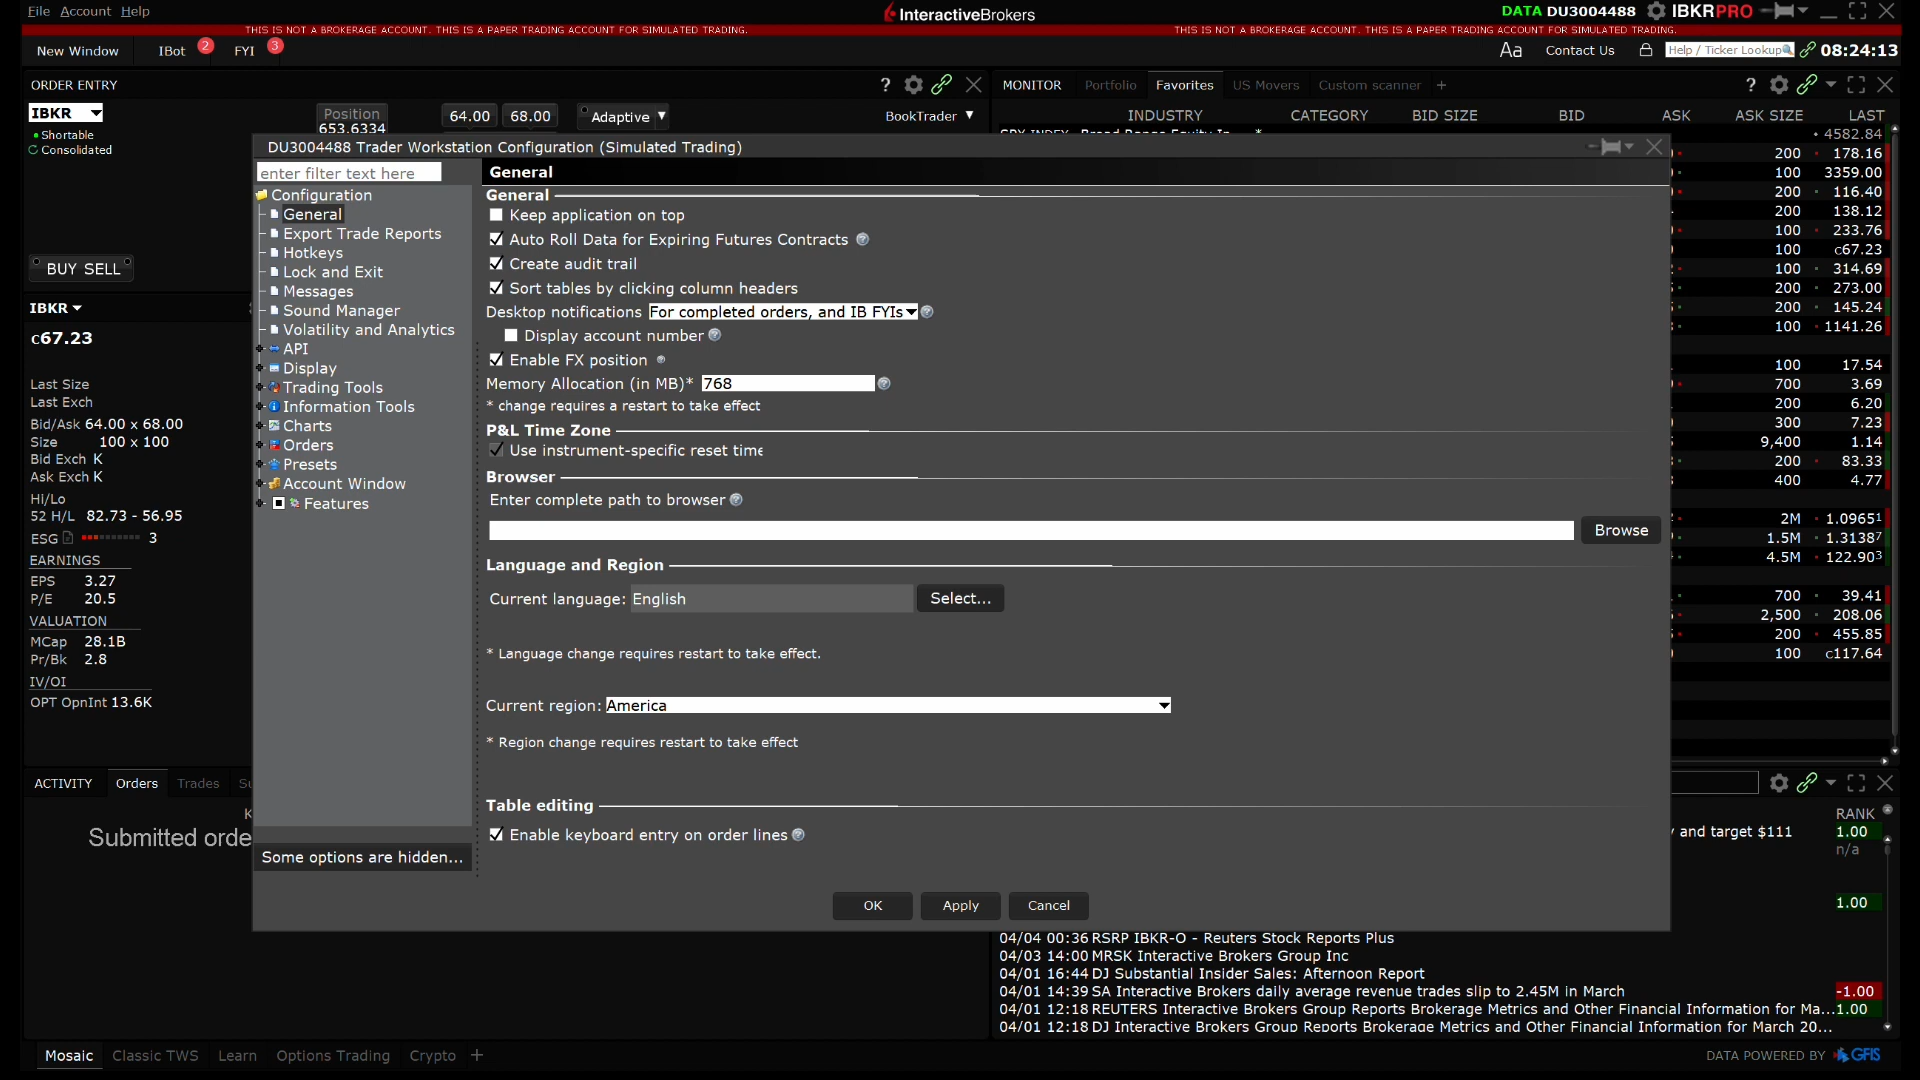 File Account Help
InteractiveBrokers
DATA DU3004488 IBKRPRO
THIS IS NOT A BROKERAGE ACCOUNT. THIS IS A PAPER TRADING ACCOUNT FOR SIMULATED TRADING.
THIS IS NOT A BROKERAGE ACCOUNT. THIS IS A PAPER TRADING ACCOUNT FOR SIMULATED TRADING.
New Window IBot 2 FYI 3
Aa Contact Us Help / Ticker Lookup 08:24:13
ORDER ENTRY ?
IBKR
Shortable
Consolidated
Position
653.6334
64.00 68.00 Adaptive BookTrader
BUY SELL
IBKR
C67.23
Last Size
Last Exch
Bid/Ask 64.00 x 68.00
Size 100 x 100
Bid Exch K
Ask Exch K
Hi/Lo
52 H/L 82.73 - 56.95
ESG 3
EARNINGS
EPS 3.27
P/E 20.5
VALUATION
MCap 28.1B
Pr/Bk 2.8
IV/OI
OPT OpnInt 13.6K
MONITOR Portfolio Favorites US Movers Custom scanner + ?
INDUSTRY CATEGORY BID SIZE BID ASK ASK SIZE LAST
4582.84
200 178.16
100 3359.00
200 116.40
200 138.12
100 233.76
100 C67.23
100 314.69
200 273.00
200 145.24
100 1141.26
100 17.54
700 3.69
200 6.20
300 7.23
9,400 1.14
200 83.33
400 4.77
2M 1.09651
1.5M 1.31387
4.5M 122.903
700 39.41
2,500 208.06
200 455.85
100 C117.64
DU3004488 Trader Workstation Configuration (Simulated Trading)
enter filter text here
Configuration
General
Export Trade Reports
Hotkeys
Lock and Exit
Messages
Sound Manager
Volatility and Analytics
API
Display
Trading Tools
Information Tools
Charts
Orders
Presets
Account Window
Features
Some options are hidden...
General
General
Keep application on top
Auto Roll Data for Expiring Futures Contracts
Create audit trail
Sort tables by clicking column headers
Desktop notifications For completed orders, and IB FYIs
Display account number
Enable FX position
Memory Allocation (in MB)* 768
* change requires a restart to take effect
P&L Time Zone
Use instrument-specific reset time
Browser
Enter complete path to browser
Browse
Language and Region
Current language: English Select...
* Language change requires restart to take effect.
Current region: America
* Region change requires restart to take effect
Table editing
Enable keyboard entry on order lines
OK Apply Cancel
ACTIVITY Orders Trades
Submitted orde
RANK
and target $111 1.00
n/a
1.00
04/04 00:36 RSRP IBKR-O - Reuters Stock Reports Plus
04/03 14:00 MRSK Interactive Brokers Group Inc
04/01 16:44 DJ Substantial Insider Sales: Afternoon Report
04/01 14:39 SA Interactive Brokers daily average revenue trades slip to 2.45M in March -1.00
04/01 12:18 REUTERS Interactive Brokers Group Reports Brokerage Metrics and Other Financial Information for Ma... 1.00
04/01 12:18 DJ Interactive Brokers Group Reports Brokerage Metrics and Other Financial Information for March 20...
Mosaic Classic TWS Learn Options Trading Crypto +
DATA POWERED BY GFIS